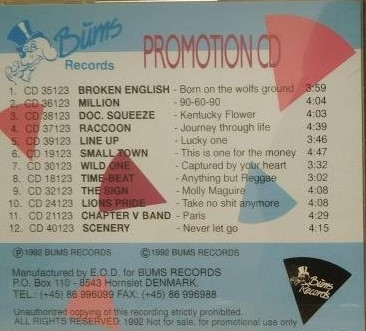 Büms
Records
PROMOTION CD
1. CD 35123 BROKEN ENGLISH - Born on the wolfs ground 3:59
2. CD 36123 MILLION - 90-60-90 4:04
3. CD 38123 DOC. SQUEEZE - Kentucky Flower 4:03
4. CD 37123 RACCOON - Journey through life 4:39
5. CD 39123 LINE UP - Lucky one 3:46
6. CD 19123 SMALL TOWN - This is one for the money 4:47
7. CD 30123 WILD ONE - Captured by your heart 3:32
8. CD 18123 TIME BEAT - Anything but Reggae 3:02
9. CD 32123 THE SIGN - Molly Maguire 4:08
10. CD 24123 LIONS PRIDE - Take no shit anymore 4:08
11. CD 21123 CHAPTER V BAND - Paris 4:29
12. CD 40123 SCENERY - Never let go 4:15
Ⓟ 1992 BUMS RECORDS © 1992 BUMS RECORDS
Manufactured by E.O.D. for BUMS RECORDS
P.O. Box 110 - 8543 Hornslet DENMARK.
TEL.: (+45) 86 996099 FAX: (+45) 86 996988
Büms
Records
Unauthorized copying of this recording strictly prohibited.
ALL RIGHTS RESERVED: 1992 Not for sale, for promotional use only